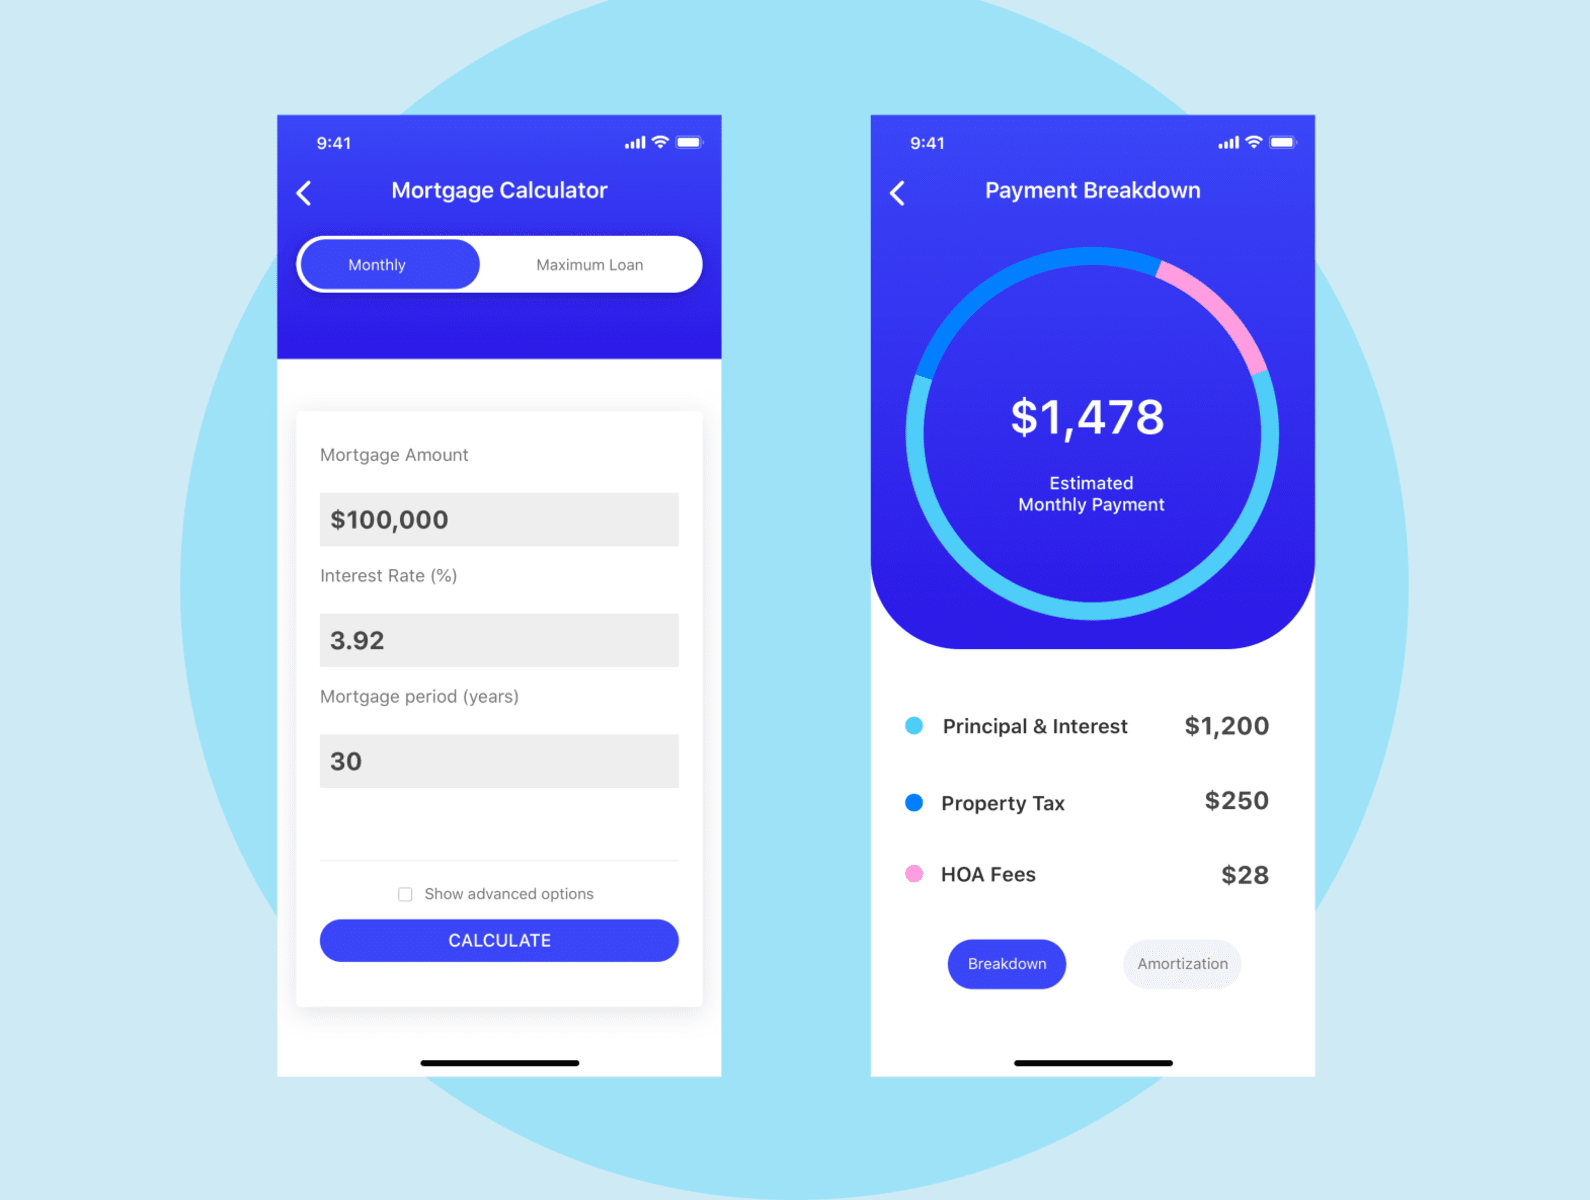 9:41
Mortgage Calculator
Monthly
Maximum Loan
Mortgage Amount
$100,000
Interest Rate (%)
3.92
Mortgage period (years)
30
Show advanced options
CALCULATE
9:41
Payment Breakdown
$1,478
Estimated
Monthly Payment
Principal & Interest $1,200
Property Tax $250
HOA Fees $28
Breakdown
Amortization